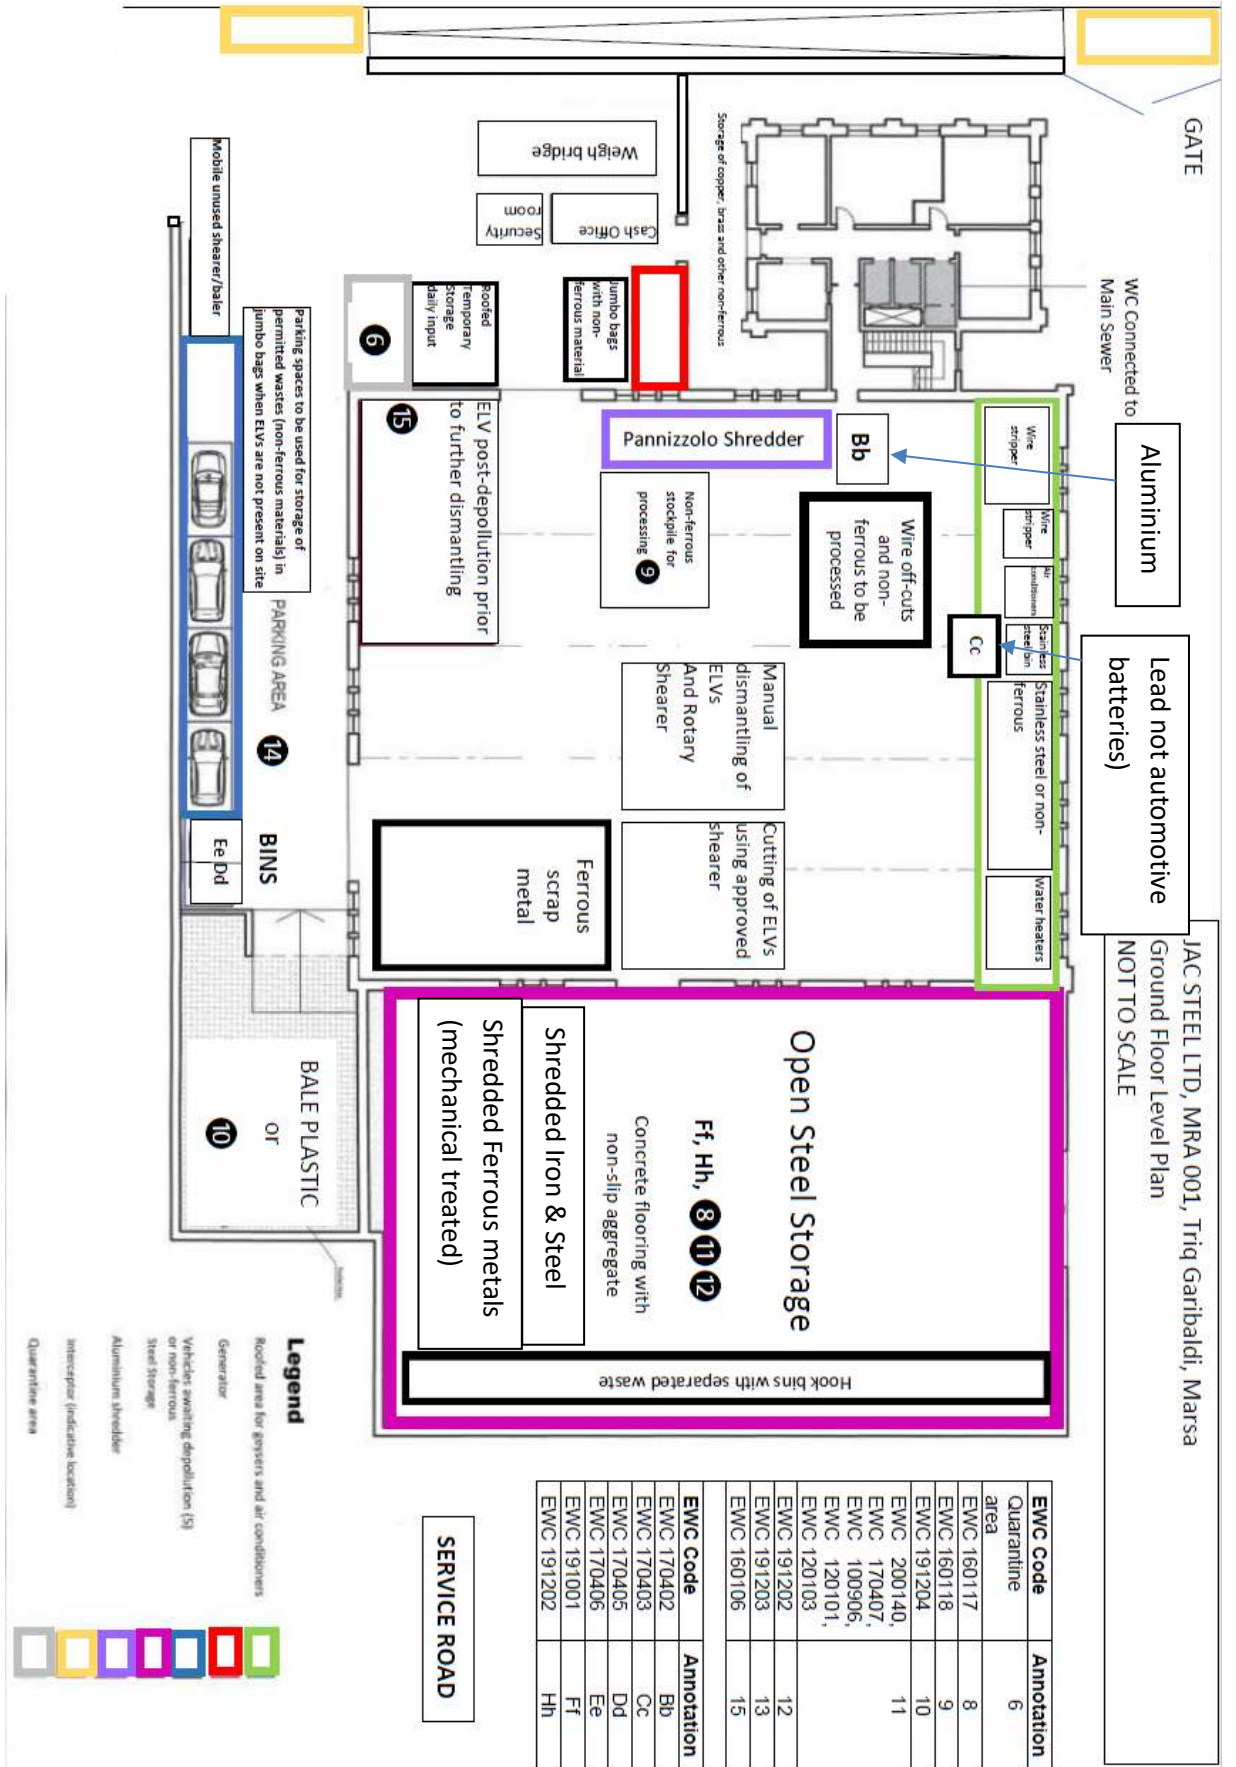 JAC STEEL LTD, MRA 001, Triq Garibaldi, Marsa
Ground Floor Level Plan
NOT TO SCALE
GATE
WC Connected to
Main Sewer
Aluminium
Lead not automotive
batteries)
Storage of copper, brass and other non-ferrous
Weigh bridge
Cash Office
Security
room
Mobile unused shearer/baler
Jumbo bags
with non-
ferrous material
Roofed
Temporary
Storage
daily input
6
Parking spaces to be used for storage of
permitted wastes (non-ferrous materials) in
jumbo bags when ELVs are not present on site
Wire
stripper
Wire
stripper
Air
conditioners
Stainless
steel bin
Stainless steel or non-
ferrous
Water heaters
Bb
Cc
Pannizzolo Shredder
Wire off-cuts
and non-
ferrous to be
processed
Non-ferrous
stockpile for
processing 9
ELV post-depollution prior
to further dismantling
15
Manual
dismantling of
ELVs
And Rotary
Shearer
Cutting of ELVs
using approved
shearer
Ferrous
scrap
metal
PARKING AREA
14
BINS
Ee Dd
Open Steel Storage
Ff, Hh, 8 11 12
Concrete flooring with
non-slip aggregate
Shredded Iron & Steel
Shredded Ferrous metals
(mechanical treated)
Hook bins with separated waste
BALE PLASTIC
or
10
EWC Code Annotation
Quarantine
area 6
EWC 160117 8
EWC 160118 9
EWC 191204 10
EWC 200140,
EWC 170407,
EWC 100906,
EWC 120101,
EWC 120103 11
EWC 191202 12
EWC 191203 13
EWC 160106 15
EWC Code Annotation
EWC 170402 Bb
EWC 170403 Cc
EWC 170405 Dd
EWC 170406 Ee
EWC 191001 Ff
EWC 191202 Hh
SERVICE ROAD
Legend
Roofed area for geysers and air conditioners
Generator
Vehicles awaiting depollution (5)
or non-ferrous
Steel Storage
Aluminium shredder
Interceptor (indicative location)
Quarantine area